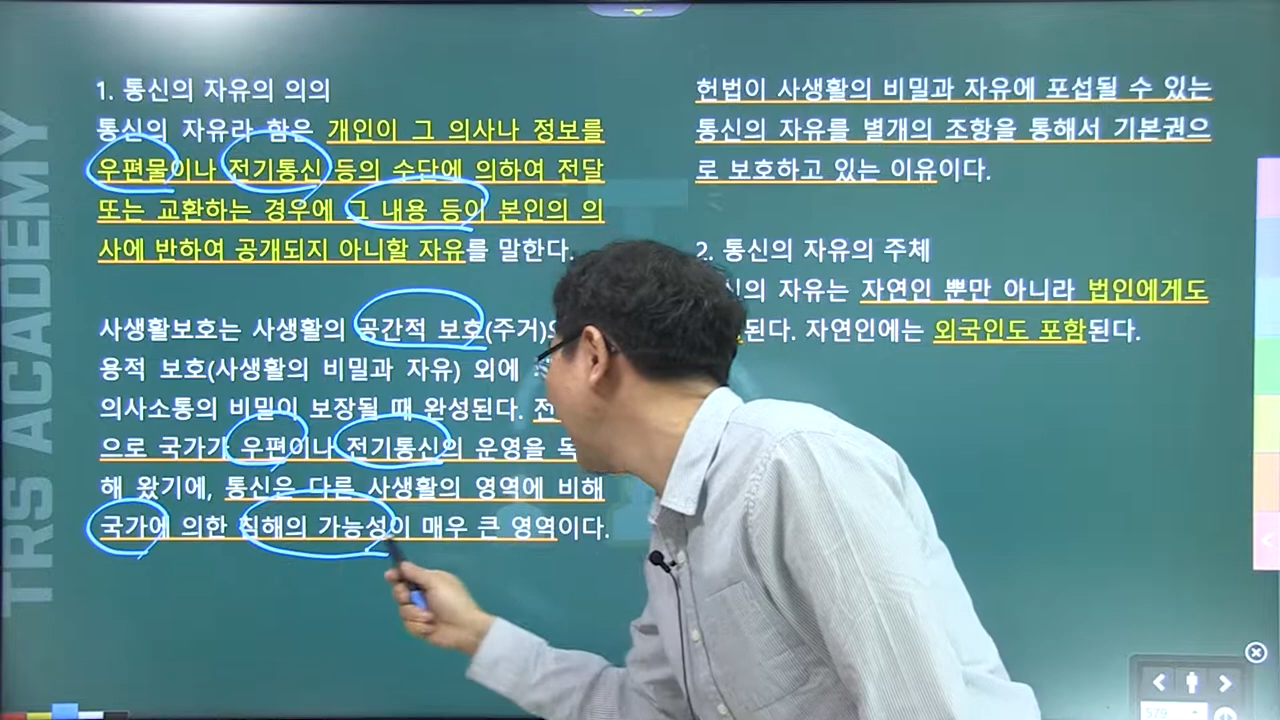 TRS ACADEMY
1. 통신의 자유의 의의
통신의 자유라 함은 개인이 그 의사나 정보를
우편물이나 전기통신 등의 수단에 의하여 전달
또는 교환하는 경우에 그 내용 등이 본인의 의
사에 반하여 공개되지 아니할 자유를 말한다.
사생활보호는 사생활의 공간적 보호(주거)
용적 보호(사생활의 비밀과 자유) 외에
의사소통의 비밀이 보장될 때 완성된다.
으로 국가가 우편이나 전기통신의 운영을
해 왔기에, 통신은 다른 사생활의 영역에 비해
국가에 의한 침해의 가능성이 매우 큰 영역이다.
헌법이 사생활의 비밀과 자유에 포섭될 수 있는
통신의 자유를 별개의 조항을 통해서 기본권으
로 보호하고 있는 이유이다.
2. 통신의 자유의 주체
의 자유는 자연인 뿐만 아니라 법인에게도
된다. 자연인에는 외국인도 포함된다.
579